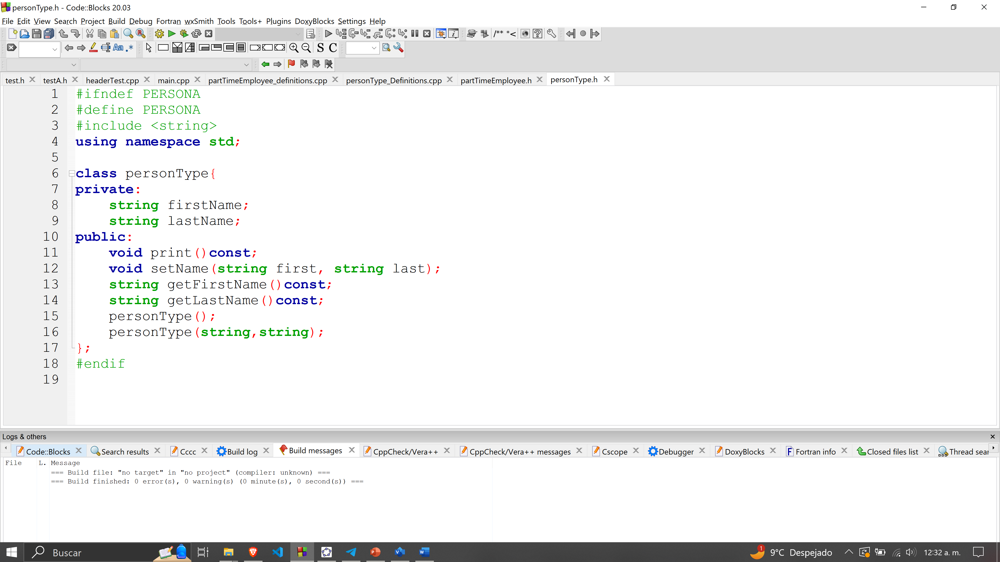 personType.h - Code::Blocks 20.03
File Edit View Search Project Build Debug Fortran wxSmith Tools Tools+ Plugins DoxyBlocks Settings Help
/** *<
Aa .* S C
test.h testA.h headerTest.cpp main.cpp partTimeEmployee_definitions.cpp personType_Definitions.cpp partTimeEmployee.h personType.h
1 #ifndef PERSONA
2 #define PERSONA
3 #include <string>
4 using namespace std;
5
6 class personType{
7 private:
8 string firstName;
9 string lastName;
10 public:
11 void print()const;
12 void setName(string first, string last);
13 string getFirstName()const;
14 string getLastName()const;
15 personType();
16 personType(string,string);
17 };
18 #endif
19
Logs & others
Code::Blocks Search results Cccc Build log Build messages CppCheck/Vera++ CppCheck/Vera++ messages Cscope Debugger DoxyBlocks Fortran info Closed files list Thread sear
File L. Message
=== Build file: "no target" in "no project" (compiler: unknown) ===
=== Build finished: 0 error(s), 0 warning(s) (0 minute(s), 0 second(s)) ===
Buscar 1 9°C Despejado 12:32 a. m.